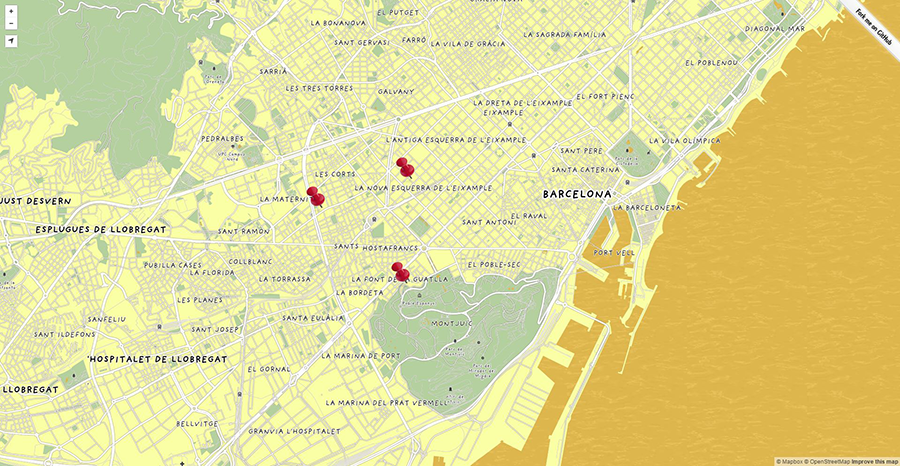 EL PUTGET
LA BONANOVA
DIAGONAL MAR
Fork me on GitHub
SANT GERVASI
FARRÓ
LA VILA DE GRÀCIA
LA SAGRADA FAMÍLIA
SARRIA
EL POBLENOU
LES TRES TORRES
GALVANY
EL FORT PIENC
LA DRETA DE L'EIXAMPLE
EIXAMPLE
PEDRALBES
L'ANTIGA ESQUERRA DE L'EIXAMPLE
LA VILA OLÍMPICA
UPC Campus
Nord
SANT PERE
SANTA CATERINA
LES CORTS
LA NOVA ESQUERRA DE L'EIXAMPLE
BARCELONA
LA MATERNI
JUST DESVERN
LA BARCELONETA
EL RAVAL
SANT ANTONI
ESPLUGUES DE LLOBREGAT
SANT RAMON
SANTS
HOSTAFRANCS
PORT VELL
COLLBLANC
PUBILLA CASES
LA FLORIDA
EL POBLE-SEC
LA TORRASSA
LA FONT DE LA GUATLLA
LA BORDETA
LES PLANES
SANFELIU
SANTA EULÀLIA
MONTJUÏC
SANT ILDEFONS
SANT JOSEP
'HOSPITALET DE LLOBREGAT
LA MARINA DE PORT
EL GORNAL
LLOBREGAT
LA MARINA DEL PRAT VERMELL
BELLVITGE
GRANVIA L'HOSPITALET
© Mapbox © OpenStreetMap Improve this map